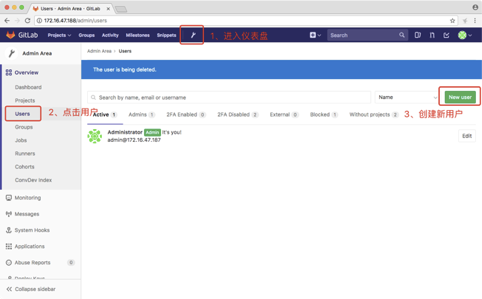 Users - Admin Area - GitLab
172.16.47.188/admin/users
GitLab Projects Groups Activity Milestones Snippets 1、进入仪表盘 Search
Admin Area
Admin Area > Users
The user is being deleted.
Overview
Dashboard
Projects
Users
Groups
Jobs
Runners
Cohorts
ConvDev Index
Monitoring
Messages
System Hooks
Applications
Abuse Reports 0
Deploy Keys
Collapse sidebar
2、点击用户
Search by name, email or username Name New user
3、创建新用户
Active 1 Admins 1 2FA Enabled 0 2FA Disabled 2 External 0 Blocked 1 Without projects 2
Administrator Admin It's you!
admin@172.16.47.187
Edit